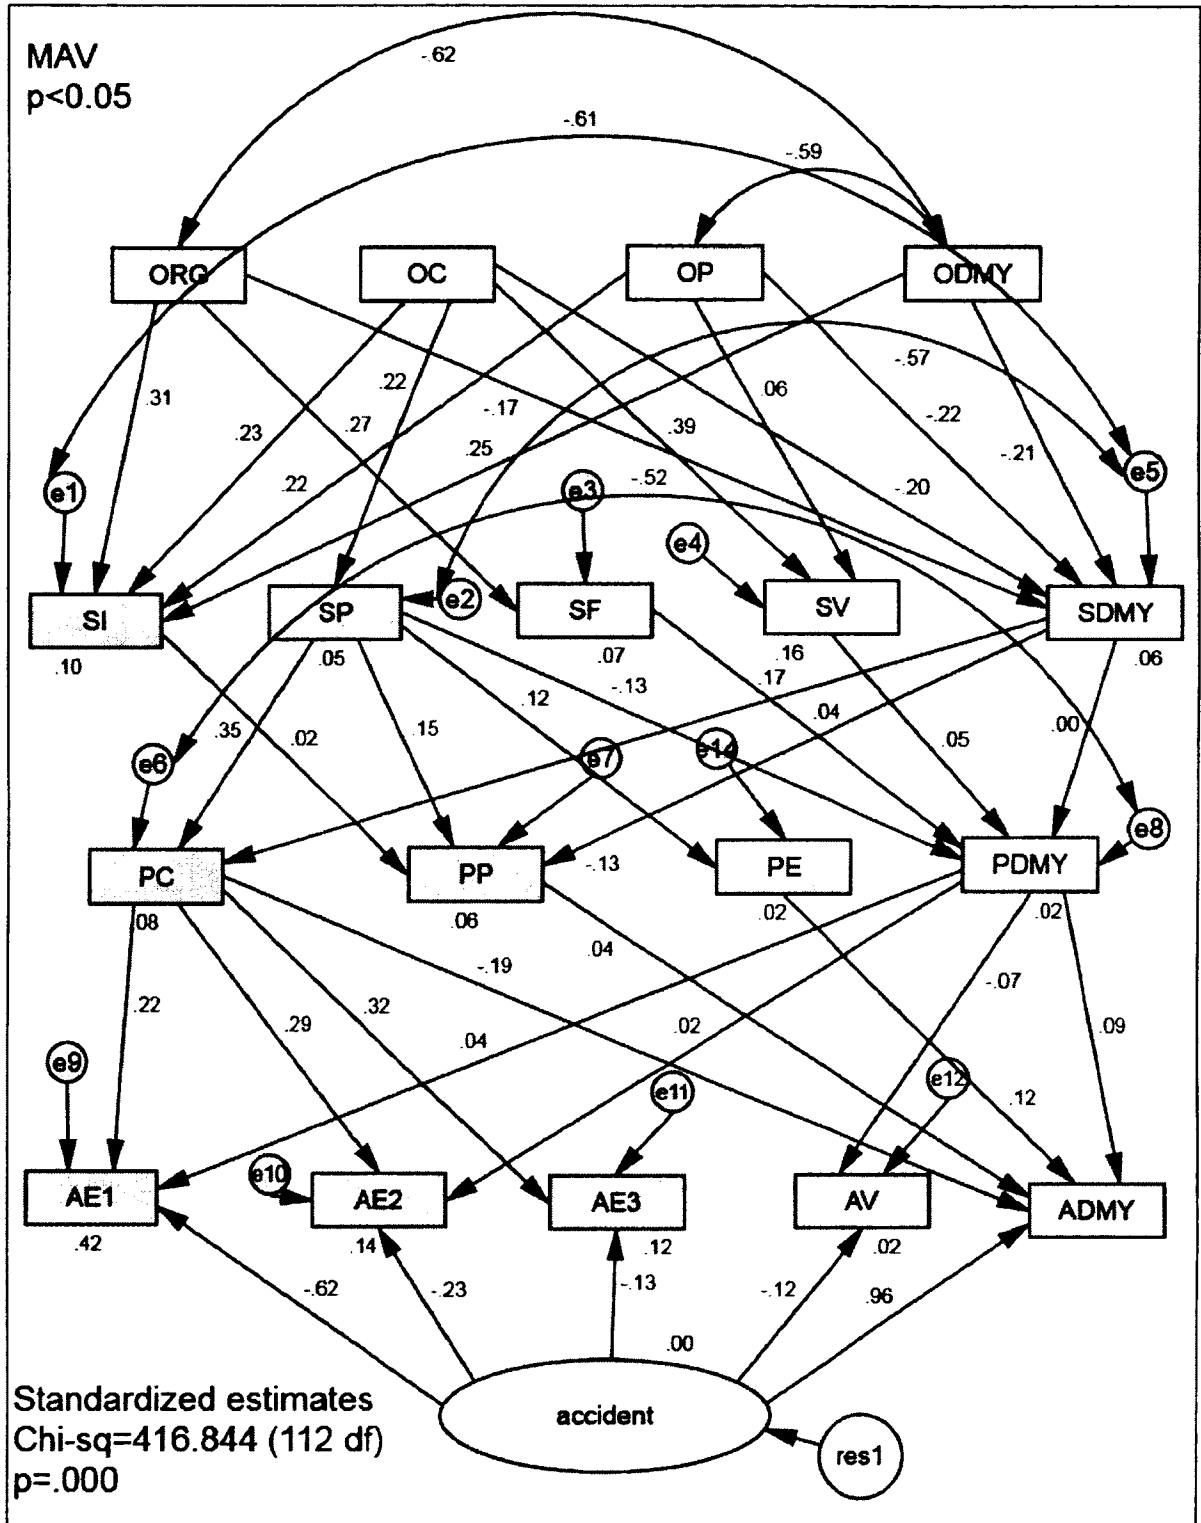 MAV
p<0.05
-.62
-.61
-.59
ORG
OC
OP
ODMY
-.57
.22
.06
.31
-.17
-.22
.23
.27
.39
.25
-.21
.22
-.52
-.20
e1
e3
e5
e4
e2
SI
SP
SF
SV
SDMY
.10
.05
.07
.16
.06
.12
-.13
.17
.04
.00
.35
.02
.15
.05
e6
e7
e14
e8
PC
PP
-.13
PE
PDMY
.08
.06
.02
.02
.04
-.19
-.07
.22
.29
.32
.04
.02
.09
e9
e11
e12
.12
e10
AE1
AE2
AE3
AV
ADMY
.42
.14
.12
.02
-.62
-.23
-.13
-.12
.96
.00
Standardized estimates
Chi-sq=416.844 (112 df)
p=.000
accident
res1